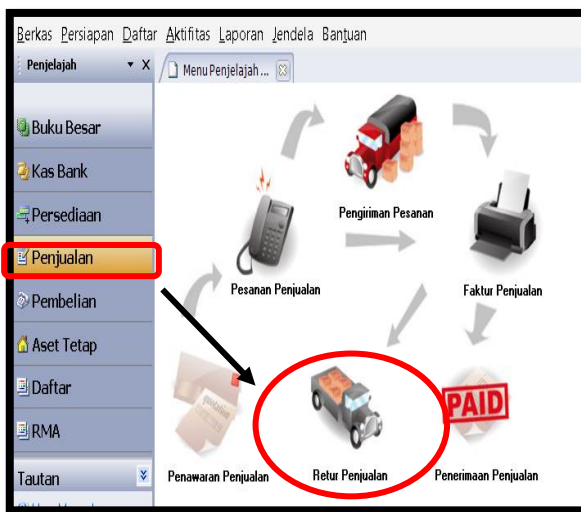 Berkas Persiapan Daftar Aktifitas Laporan Jendela Bantuan
Penjelajah
Menu Penjelajah ...
Buku Besar
Kas Bank
Persediaan
Penjualan
Pembelian
Aset Tetap
Daftar
RMA
Tautan
Pengiriman Pesanan
Pesanan Penjualan
Faktur Penjualan
PAID
Penawaran Penjualan
Retur Penjualan
Penerimaan Penjualan